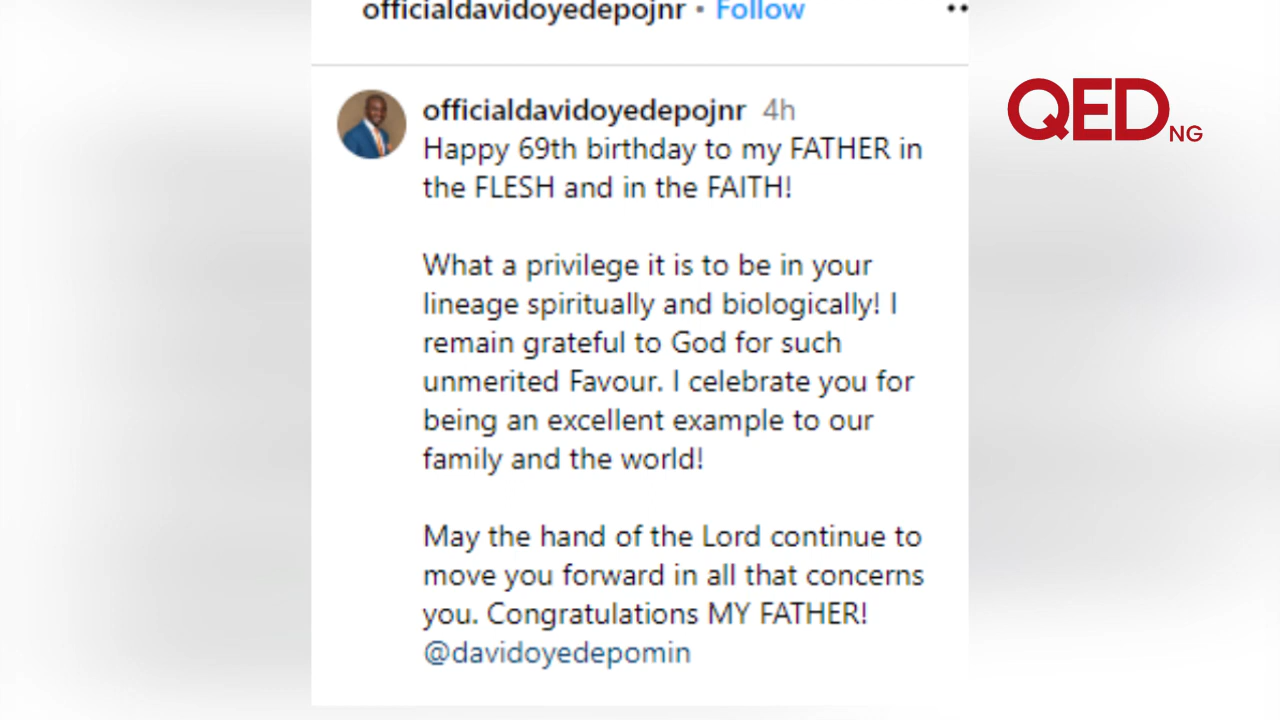 officialdavidoyedepojnr • Follow ••
QED NG
officialdavidoyedepojnr 4h
Happy 69th birthday to my FATHER in
the FLESH and in the FAITH!
What a privilege it is to be in your
lineage spiritually and biologically! I
remain grateful to God for such
unmerited Favour. I celebrate you for
being an excellent example to our
family and the world!
May the hand of the Lord continue to
move you forward in all that concerns
you. Congratulations MY FATHER!
@davidoyedepomin